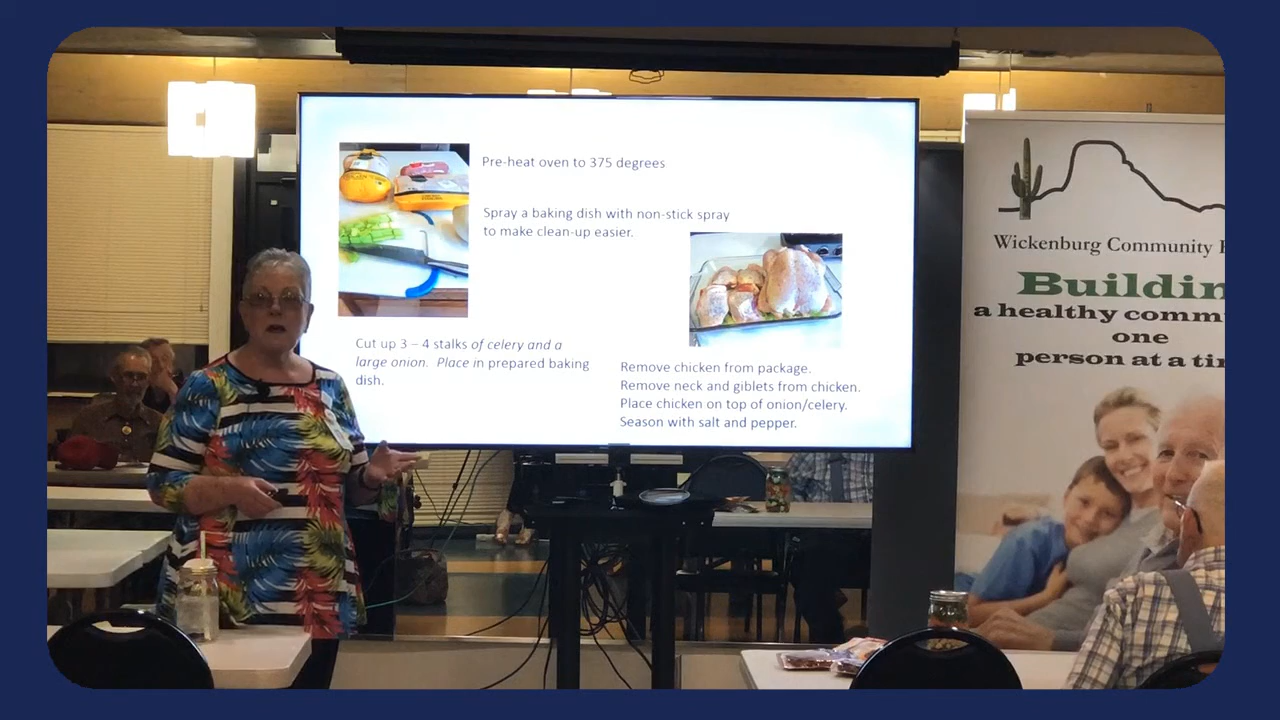 Pre-heat oven to 375 degrees
Spray a baking dish with non-stick spray
to make clean-up easier.
Cut up 3 – 4 stalks of celery and a
large onion. Place in prepared baking
dish.
Remove chicken from package.
Remove neck and giblets from chicken.
Place chicken on top of onion/celery.
Season with salt and pepper.
Wickenburg Community
Buildin
a healthy commu
one
person at a tim